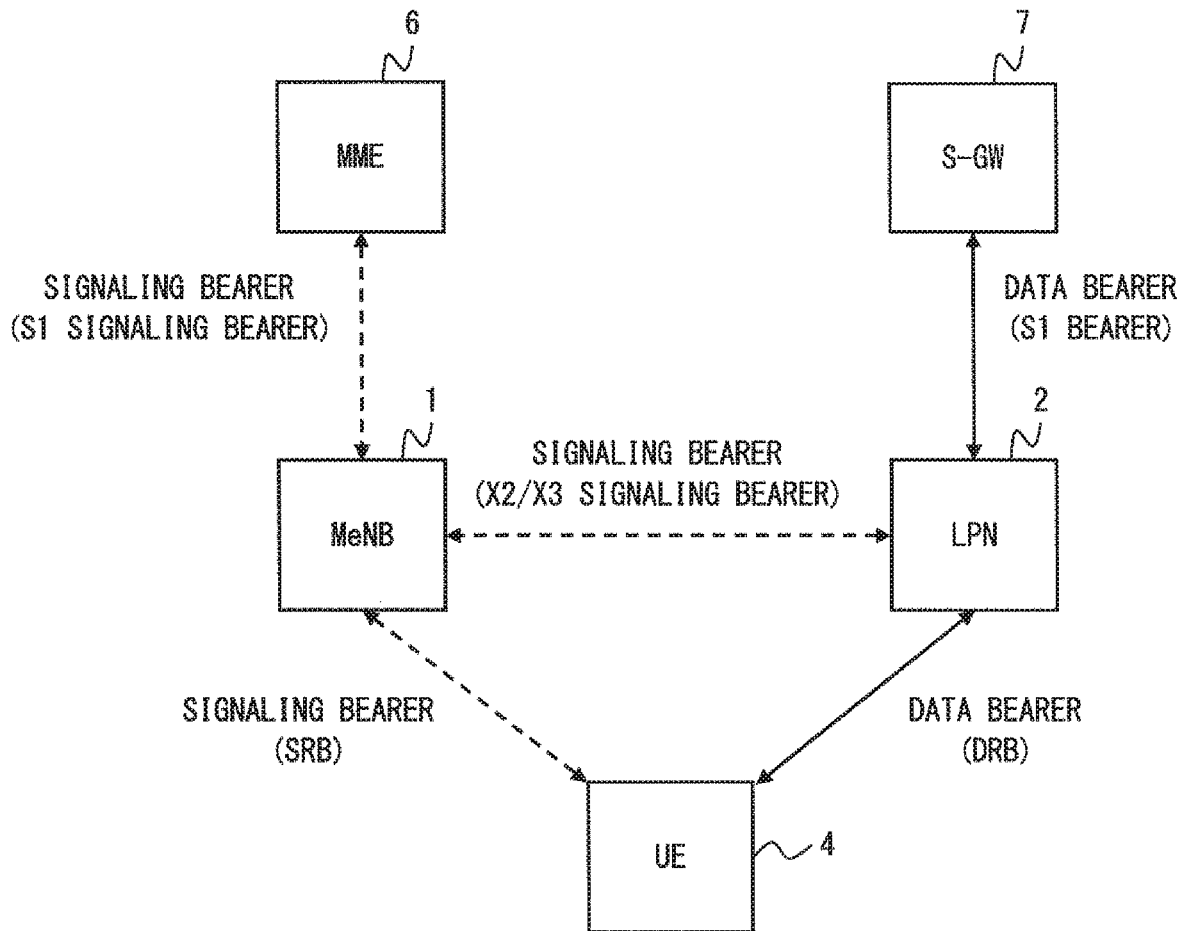 6
7
MME
S-GW
SIGNALING BEARER
(S1 SIGNALING BEARER)
DATA BEARER
(S1 BEARER)
1
2
SIGNALING BEARER
(X2/X3 SIGNALING BEARER)
MeNB
LPN
SIGNALING BEARER
(SRB)
DATA BEARER
(DRB)
UE
4